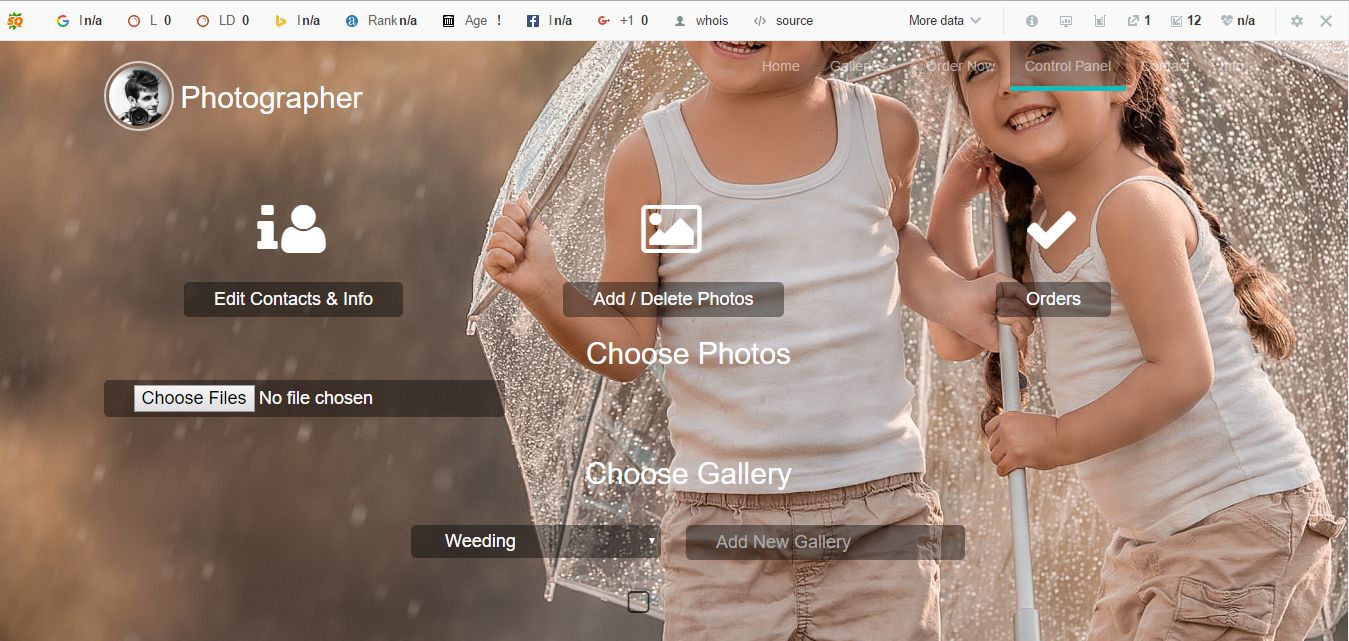 SQ I n/a L 0 LD 0 I n/a Rank n/a Age ! I n/a +1 0 whois source More data 1 12 n/a
Home Galleries Order Now Control Panel Contact Info
Photographer
Edit Contacts & Info Add / Delete Photos Orders
Choose Photos
Choose Files No file chosen
Choose Gallery
Weeding Add New Gallery